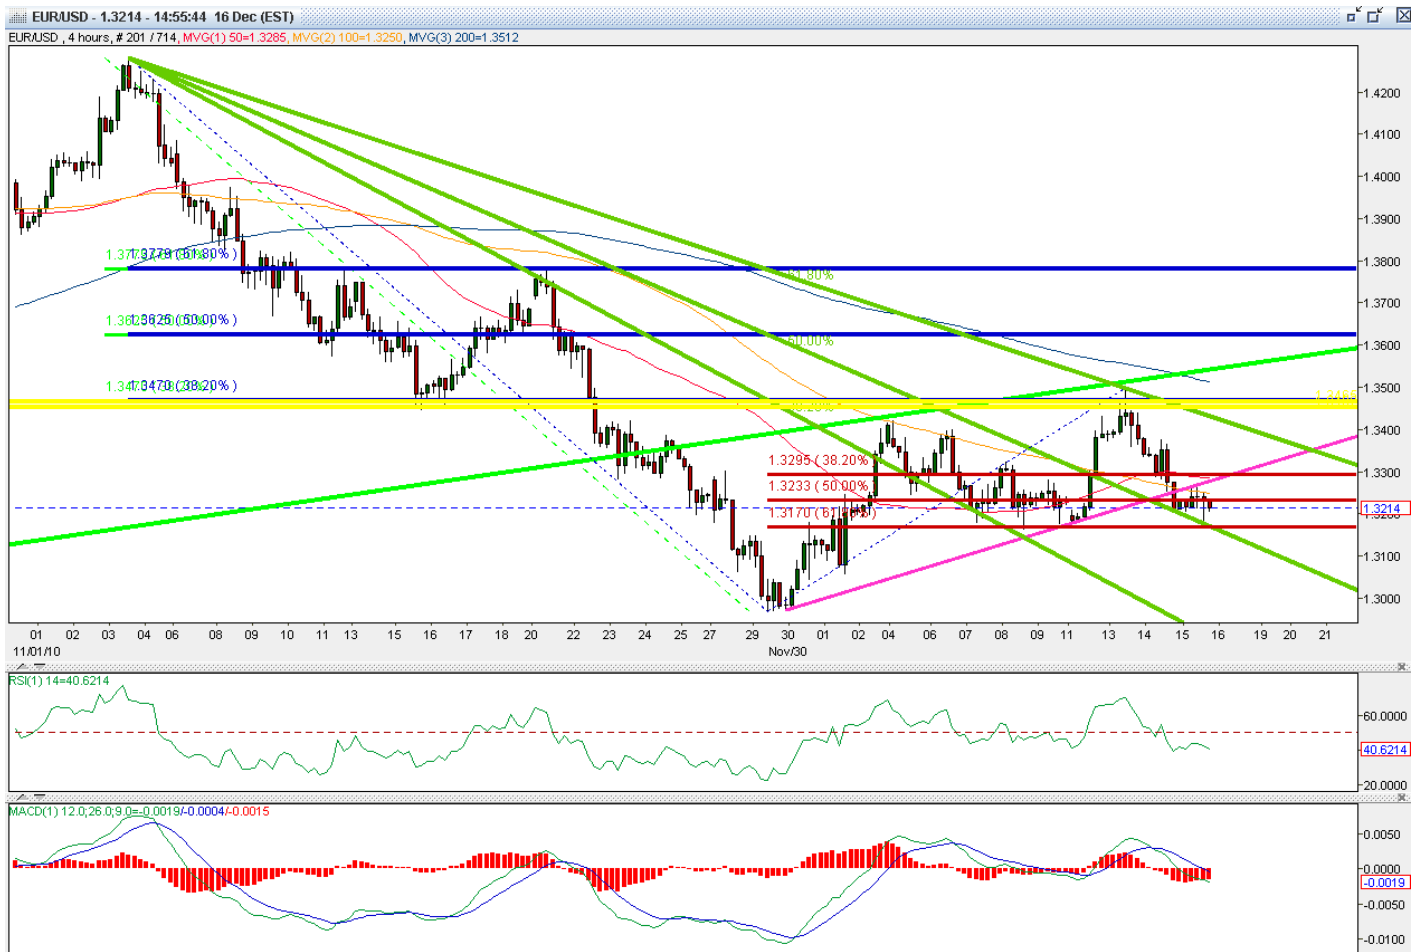 EUR/USD - 1.3214 - 14:55:44 16 Dec (EST)
EUR/USD , 4 hours, # 201 / 714, MVG(1) 50=1.3285, MVG(2) 100=1.3250, MVG(3) 200=1.3512
1.4200
1.4100
1.4000
1.3900
1.3779 ( 61.80% )
1.3800
61.80%
1.3700
1.3625 ( 50.00% )
1.3600
50.00%
1.3500
1.3470 ( 38.20% )
38.20%
1.3400
1.3295 ( 38.20%
1.3300
1.3233 ( 50.00%
1.3214
1.3170 (
1.3200
1.3100
1.3000
01 02 03 04 06 08 09 10 11 13 15 16 17 20 22 23 24 25 27 29 30 01 02 04 06 07 08 09 11 13 14 15 16 19 20 21
11/01/10 Nov/30
RSI(1) 14=40.6214
60.0000
40.6214
20.0000
MACD(1) 12.0;26.0;9.0=-0.0019/-0.0004/-0.0015
0.0050
0.0000
-0.0019
-0.0050
-0.0100